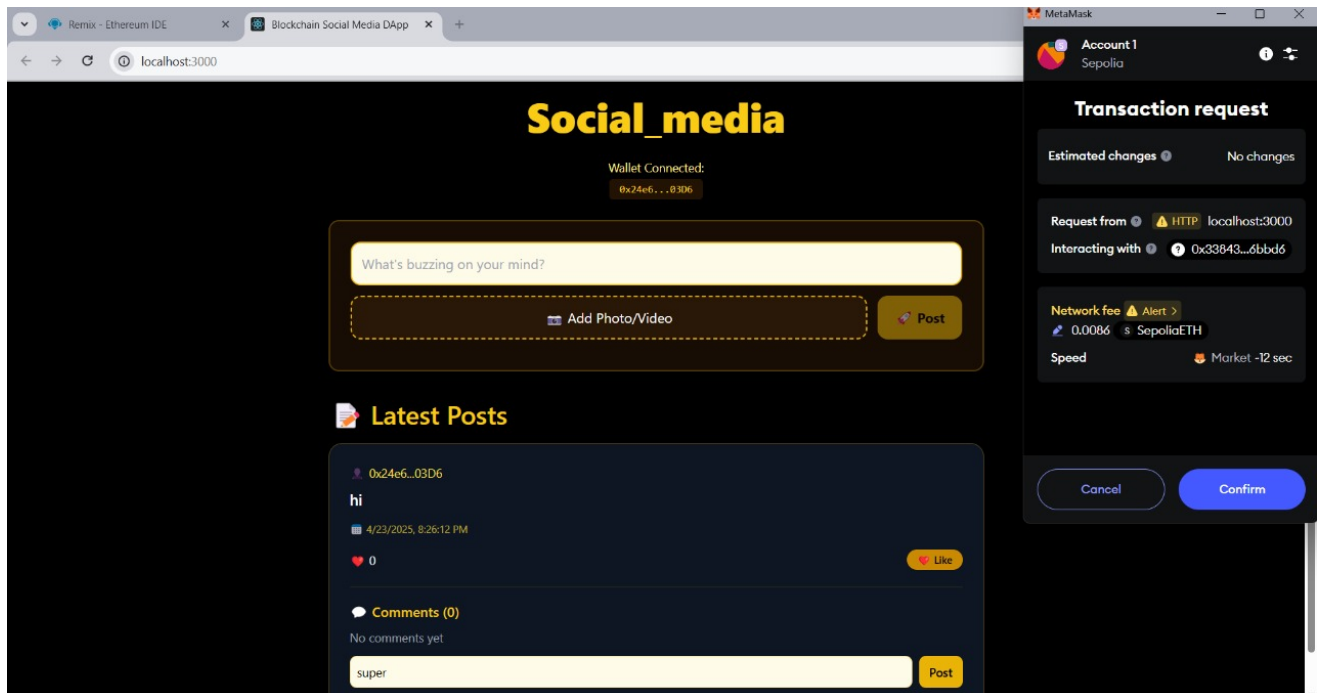 Remix - Ethereum IDE
Blockchain Social Media DApp
localhost:3000
Social_media
Wallet Connected:
0x24e6...03D6
What's buzzing on your mind?
Add Photo/Video
Post
Latest Posts
0x24e6...03D6
hi
4/23/2025, 8:26:12 PM
0
Like
Comments (0)
No comments yet
super
Post
MetaMask
Account 1
Sepolia
Transaction request
Estimated changes No changes
Request from HTTP localhost:3000
Interacting with 0x33843...6bbd6
Network fee Alert >
0.0086 S SepoliaETH
Speed Market ~12 sec
Cancel Confirm